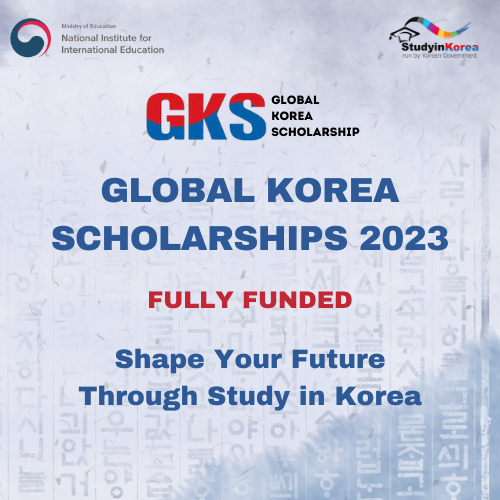 Ministry of Education
National Institute for
International Education
StudyinKorea
run by Korean Government
GKS
GLOBAL
KOREA
SCHOLARSHIP
GLOBAL KOREA
SCHOLARSHIPS 2023
FULLY FUNDED
Shape Your Future
Through Study in Korea